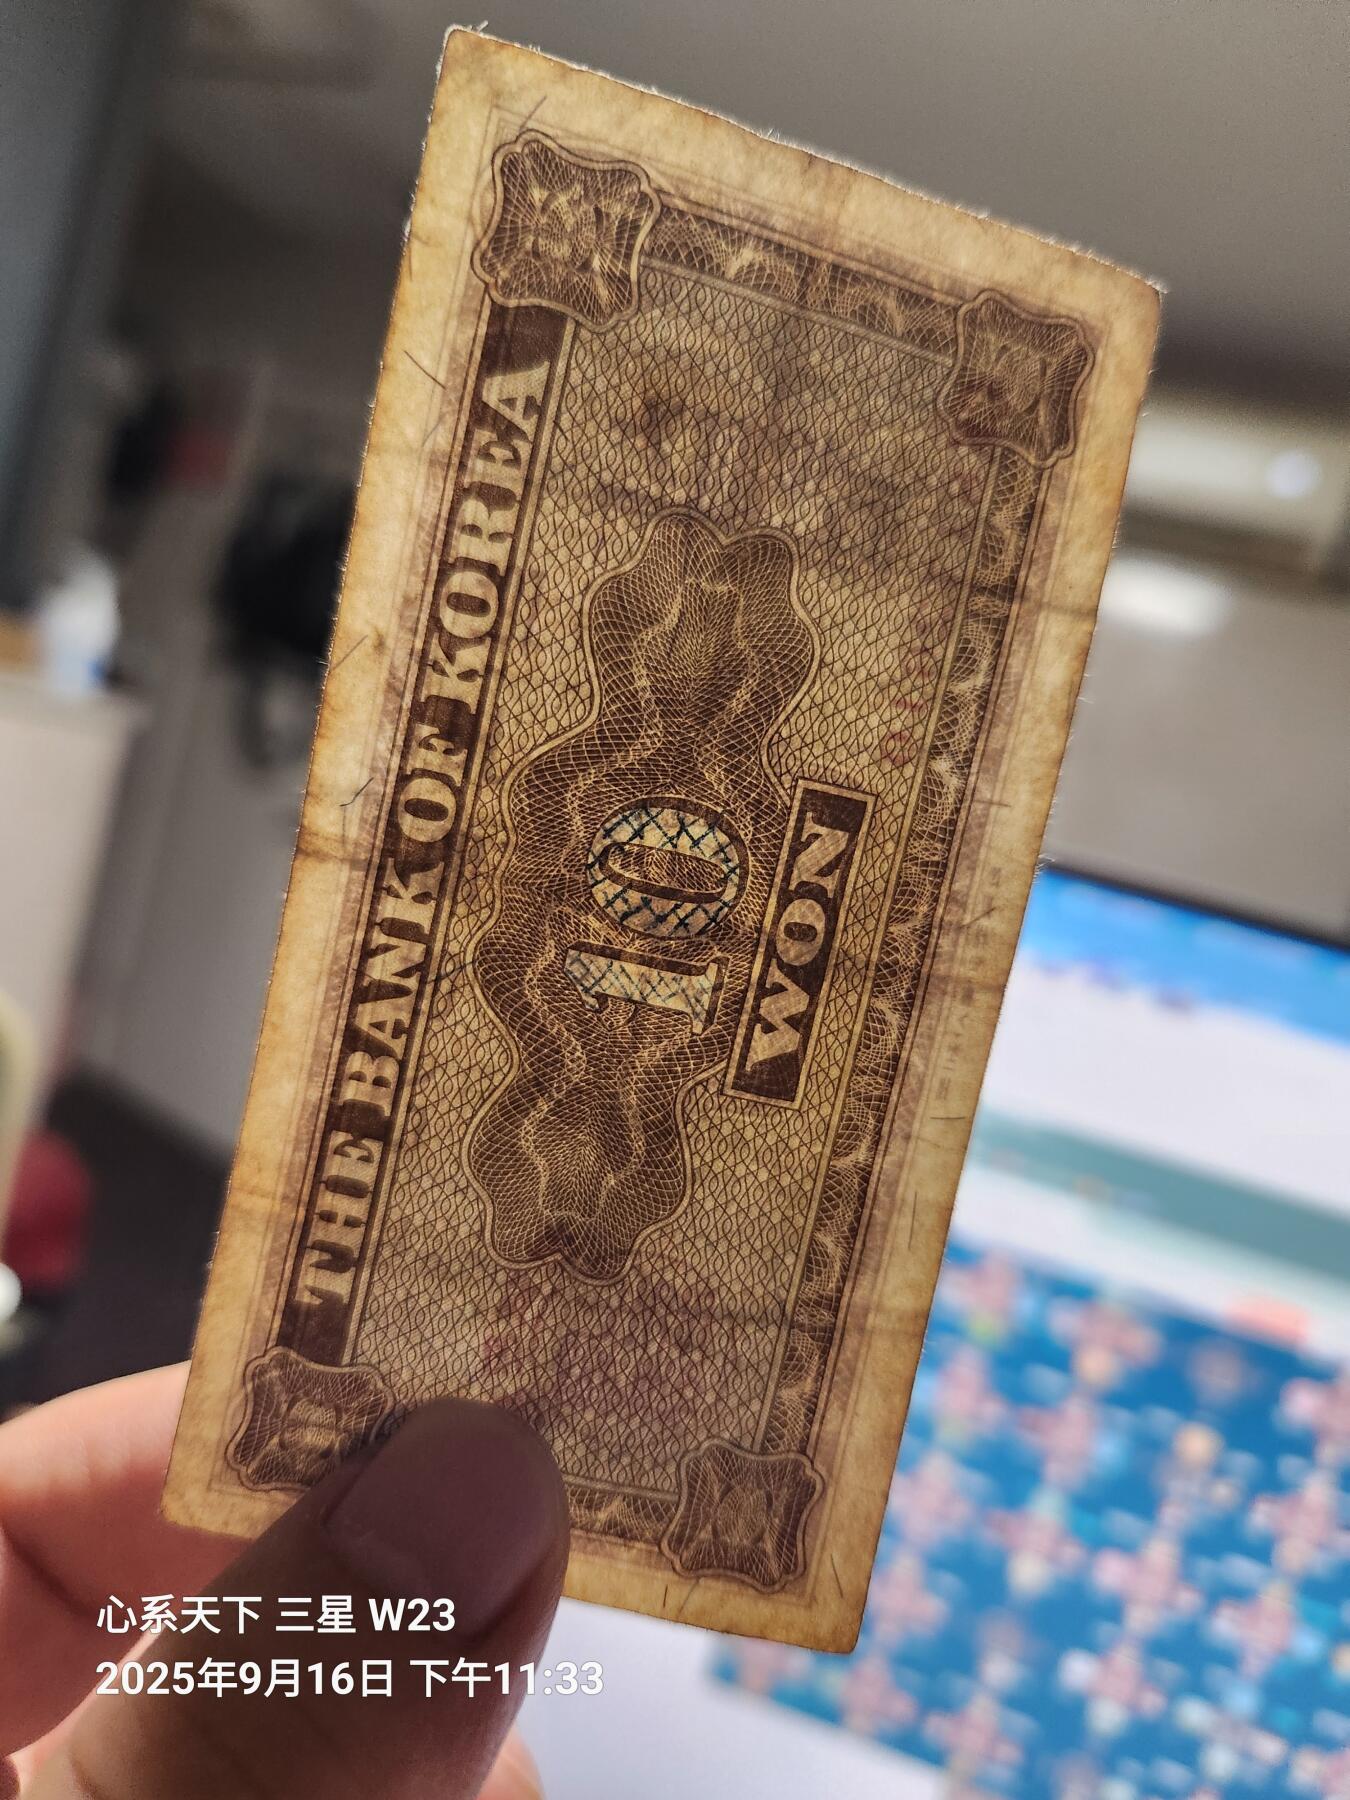 THE BANK OF KOREA
10
WON
心系天下 三星 W23
2025年9月16日 下午11:33